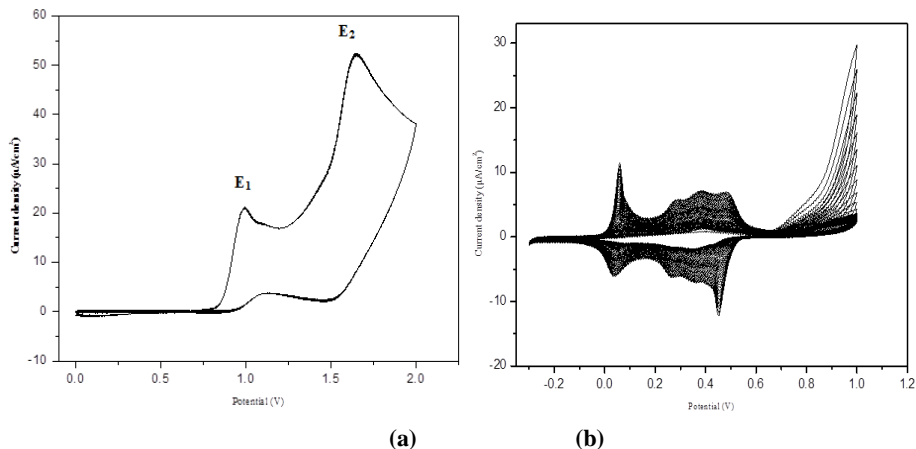 60
50
40
30
20
10
0
-10
0.0 0.5 1.0 1.5 2.0
Current density (µA/cm²)
Potential (V)
E1
E2
30
20
10
0
-10
-20
-0.2 0.0 0.2 0.4 0.6 0.8 1.0 1.2
Current density (µA/cm²)
Potential (V)
(a) (b)